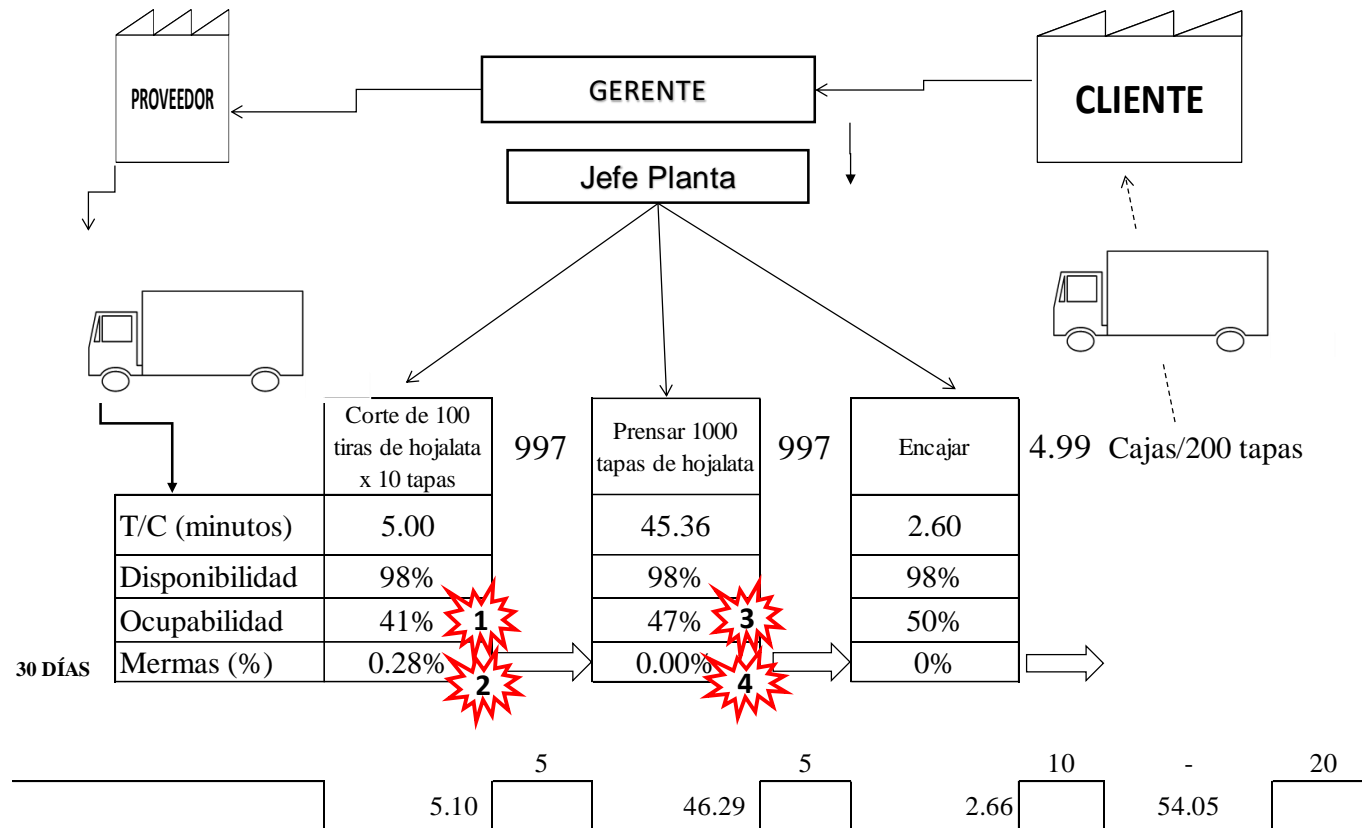 PROVEEDOR
GERENTE
CLIENTE
Jefe Planta
Corte de 100
tiras de hojalata
x 10 tapas
997
Prensar 1000
tapas de hojalata
997
Encajar
4.99 Cajas/200 tapas
T/C (minutos) 5.00 45.36 2.60
Disponibilidad 98% 98% 98%
Ocupabilidad 41% 1 47% 3 50%
30 DÍAS Mermas (%) 0.28% 2 0.00% 4 0%
5 5 10 - 20
5.10 46.29 2.66 54.05